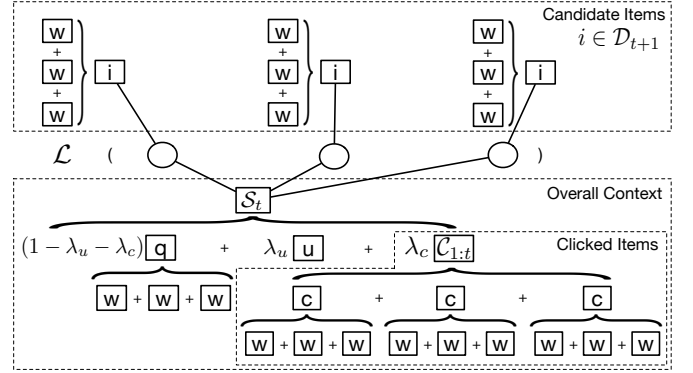 Candidate Items
w w w
+ + +
w i w i w i
+ + +
w w w
i ∈ D_{t+1}
L ( )
S_t
Overall Context
(1 − λ_u − λ_c) q + λ_u u + λ_c C_{1:t}
Clicked Items
w + w + w
c + c + c
w + w + w w + w + w w + w + w